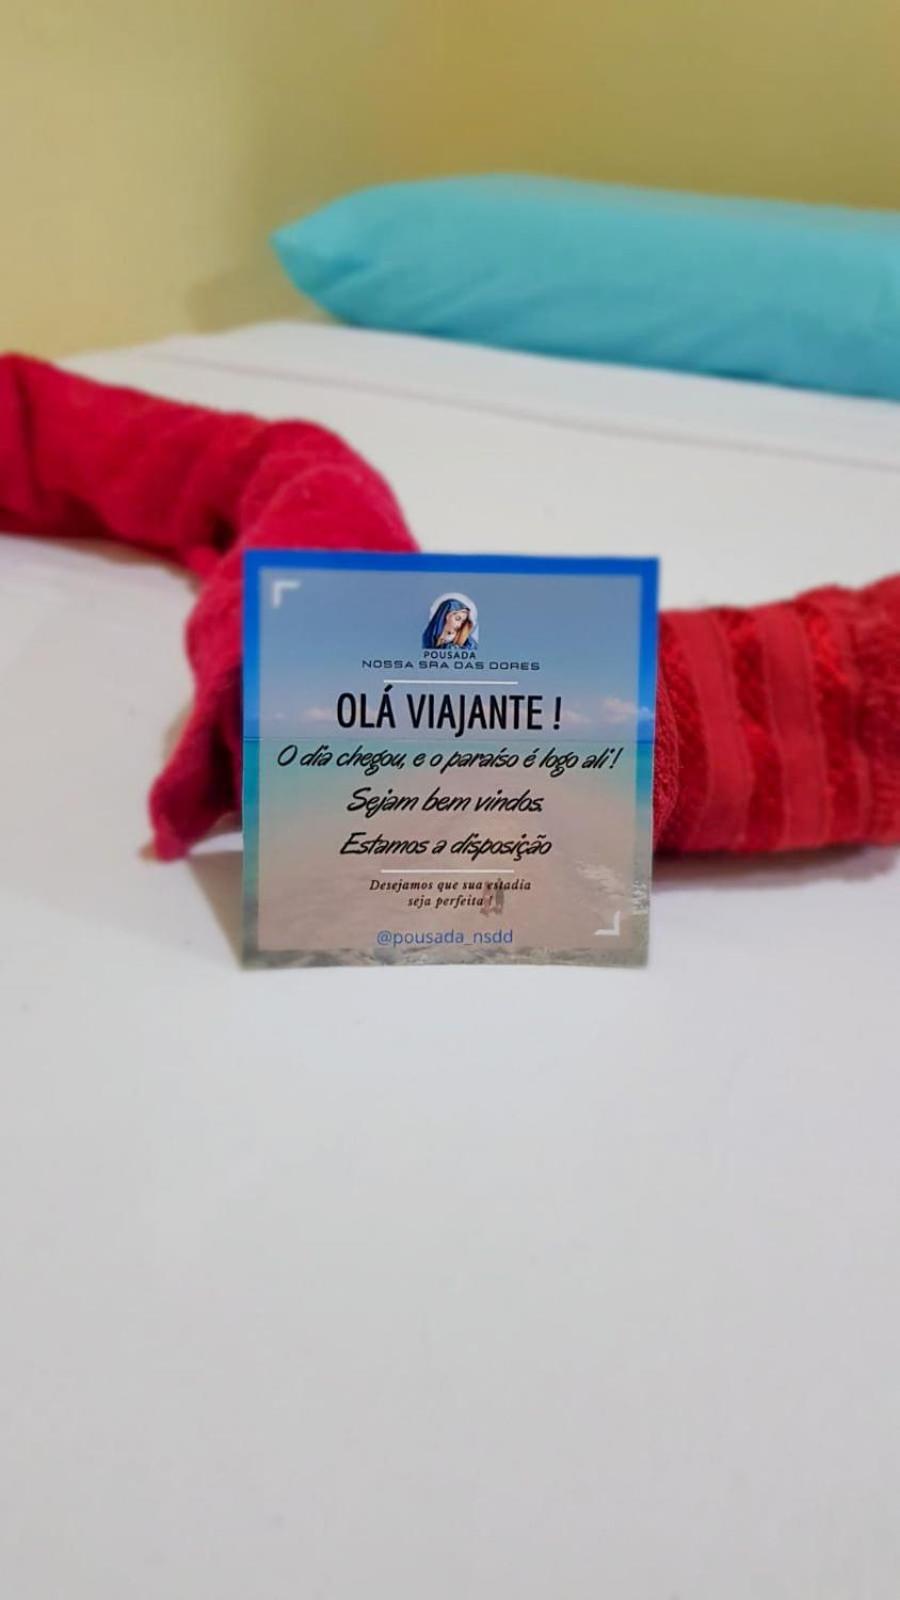 POUSADA
NOSSA SRA DAS DORES
OLÁ VIAJANTE !
O dia chegou, e o paraíso é logo ali!
Sejam bem vindos.
Estamos a disposição
Desejamos que sua estadia
seja perfeita !
@pousada_nsdd